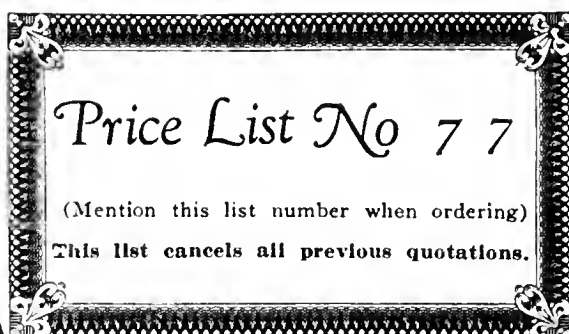 Price List No 7 7
(Mention this list number when ordering)
This list cancels all previous quotations.